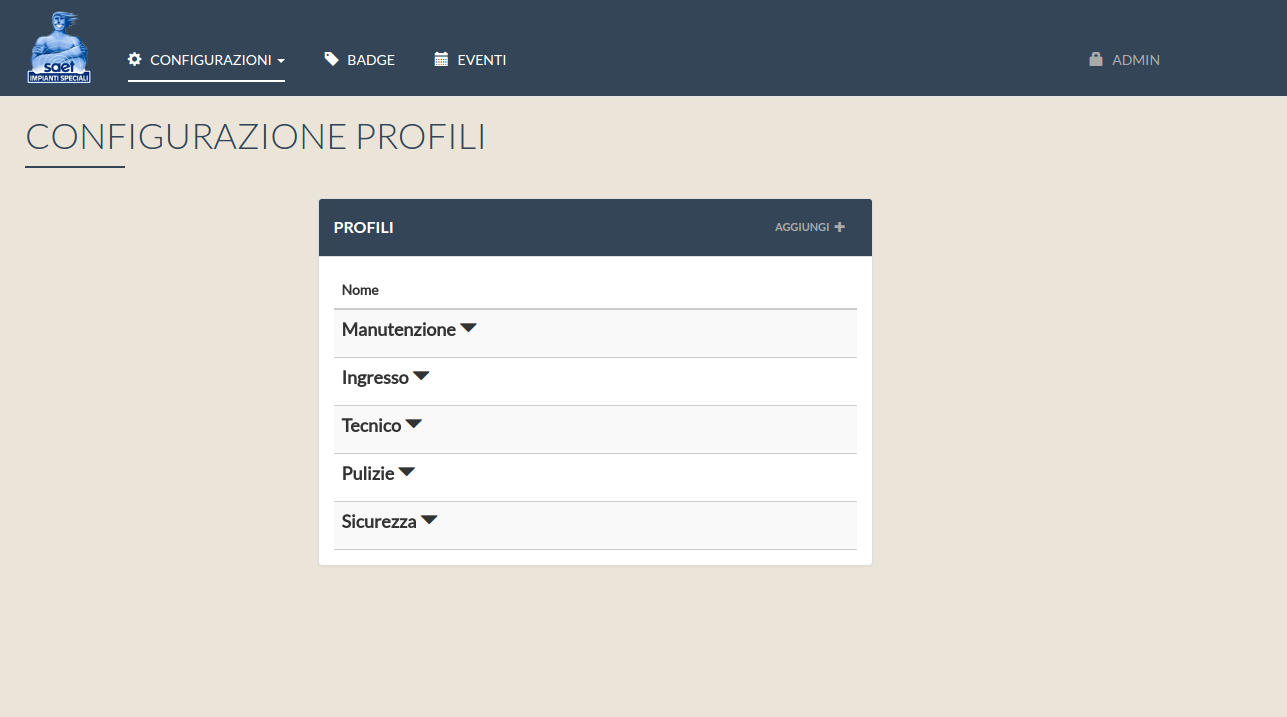 saet
IMPIANTI SPECIALI
CONFIGURAZIONI
BADGE
EVENTI
ADMIN
CONFIGURAZIONE PROFILI
PROFILI
AGGIUNGI
Nome
Manutenzione
Ingresso
Tecnico
Pulizie
Sicurezza